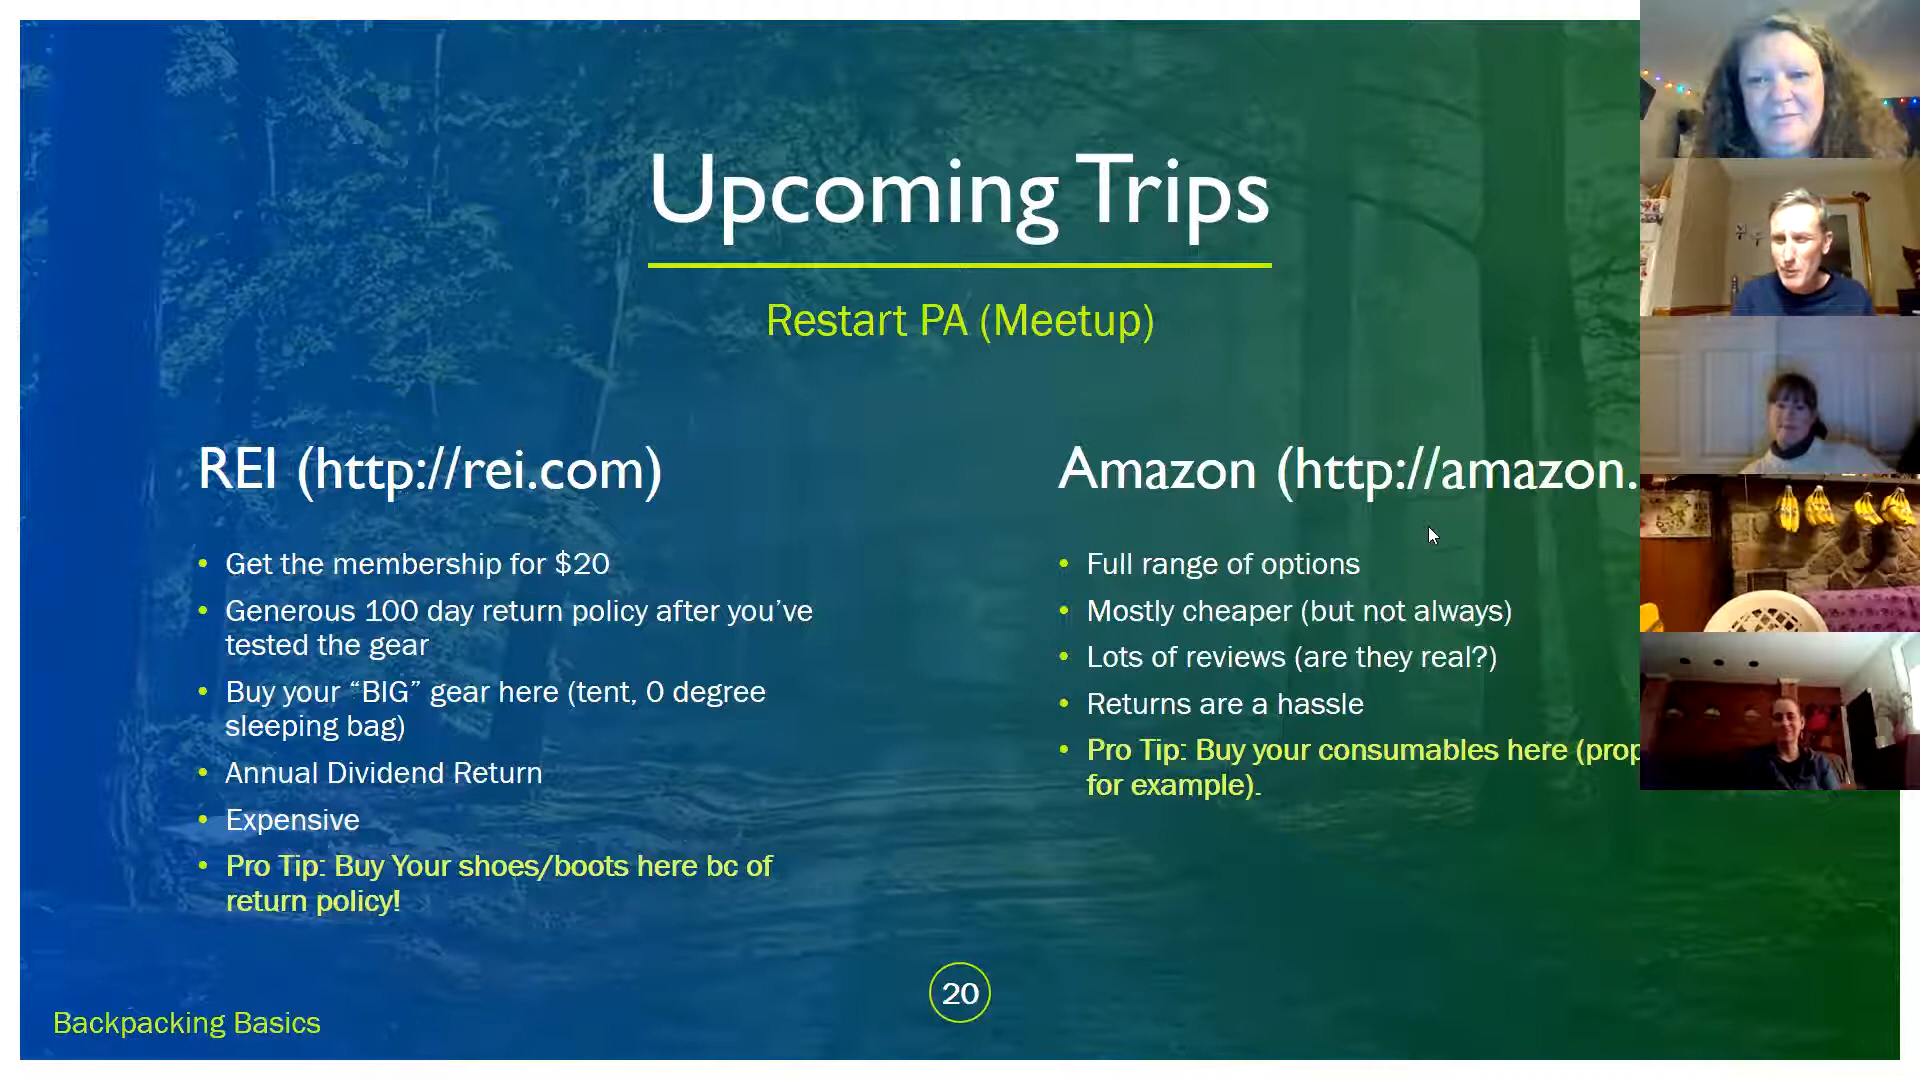 Upcoming Trips
Restart PA (Meetup)
REI (http://rei.com)
• Get the membership for $20
• Generous 100 day return policy after you’ve
tested the gear
• Buy your “BIG” gear here (tent, 0 degree
sleeping bag)
• Annual Dividend Return
• Expensive
• Pro Tip: Buy Your shoes/boots here bc of
return policy!
Amazon (http://amazon.
• Full range of options
• Mostly cheaper (but not always)
• Lots of reviews (are they real?)
• Returns are a hassle
• Pro Tip: Buy your consumables here (prop
for example).
20
Backpacking Basics